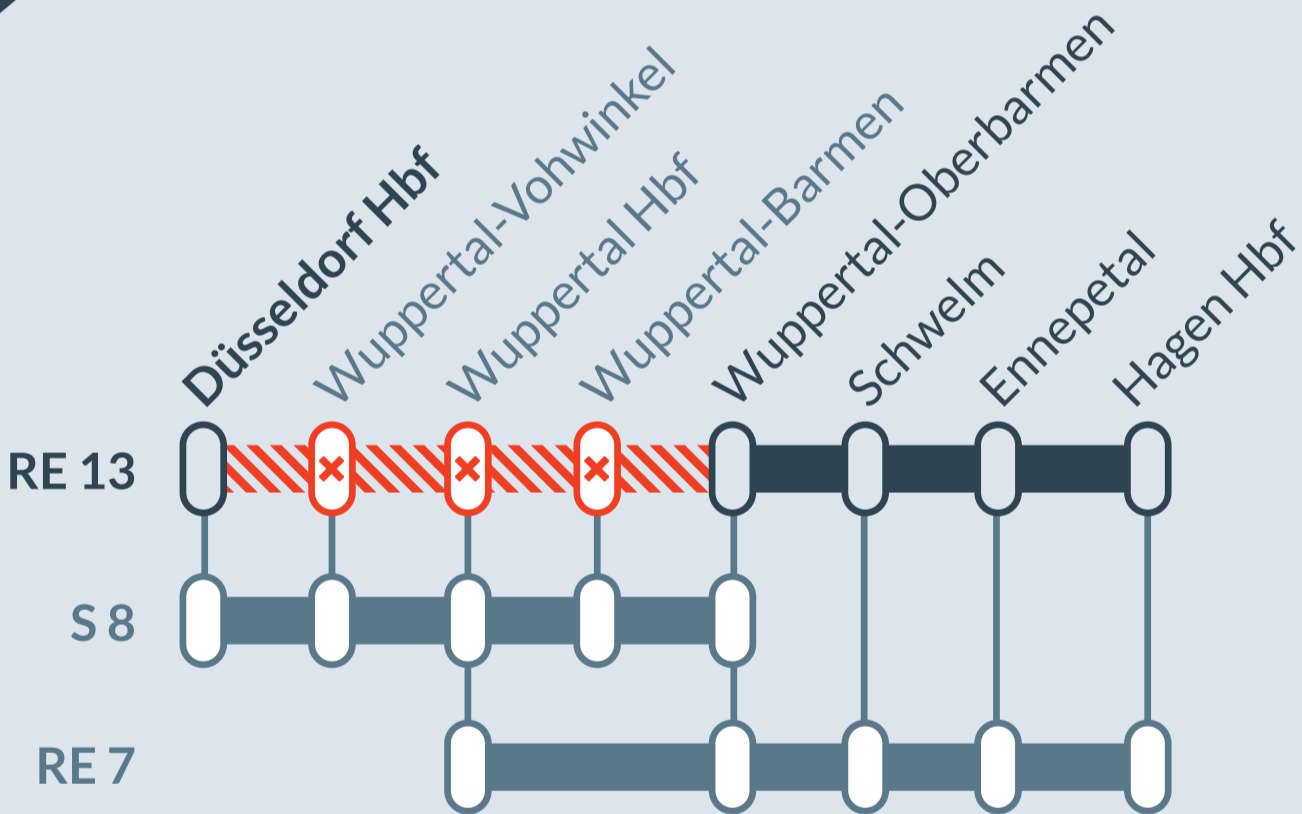 Düsseldorf Hbf
Wuppertal-Vohwinkel
Wuppertal Hbf
Wuppertal-Barmen
Wuppertal-Oberbarmen
Schwelm
Ennepetal
Hagen Hbf
RE 13
S 8
RE 7